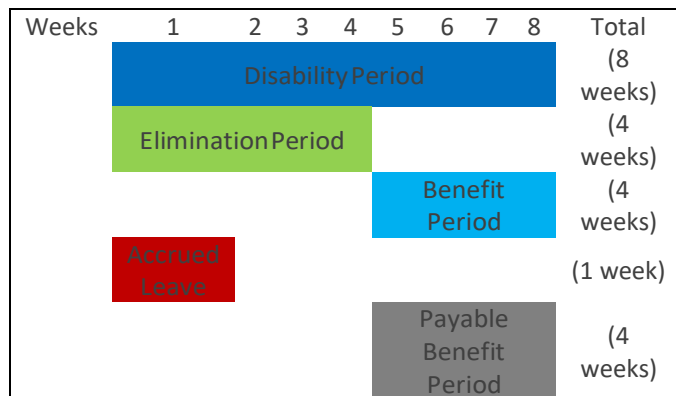 Weeks 1 2 3 4 5 6 7 8 Total
Disability Period (8 weeks)
Elimination Period (4 weeks)
Benefit Period (4 weeks)
Accrued Leave (1 week)
Payable Benefit Period (4 weeks)